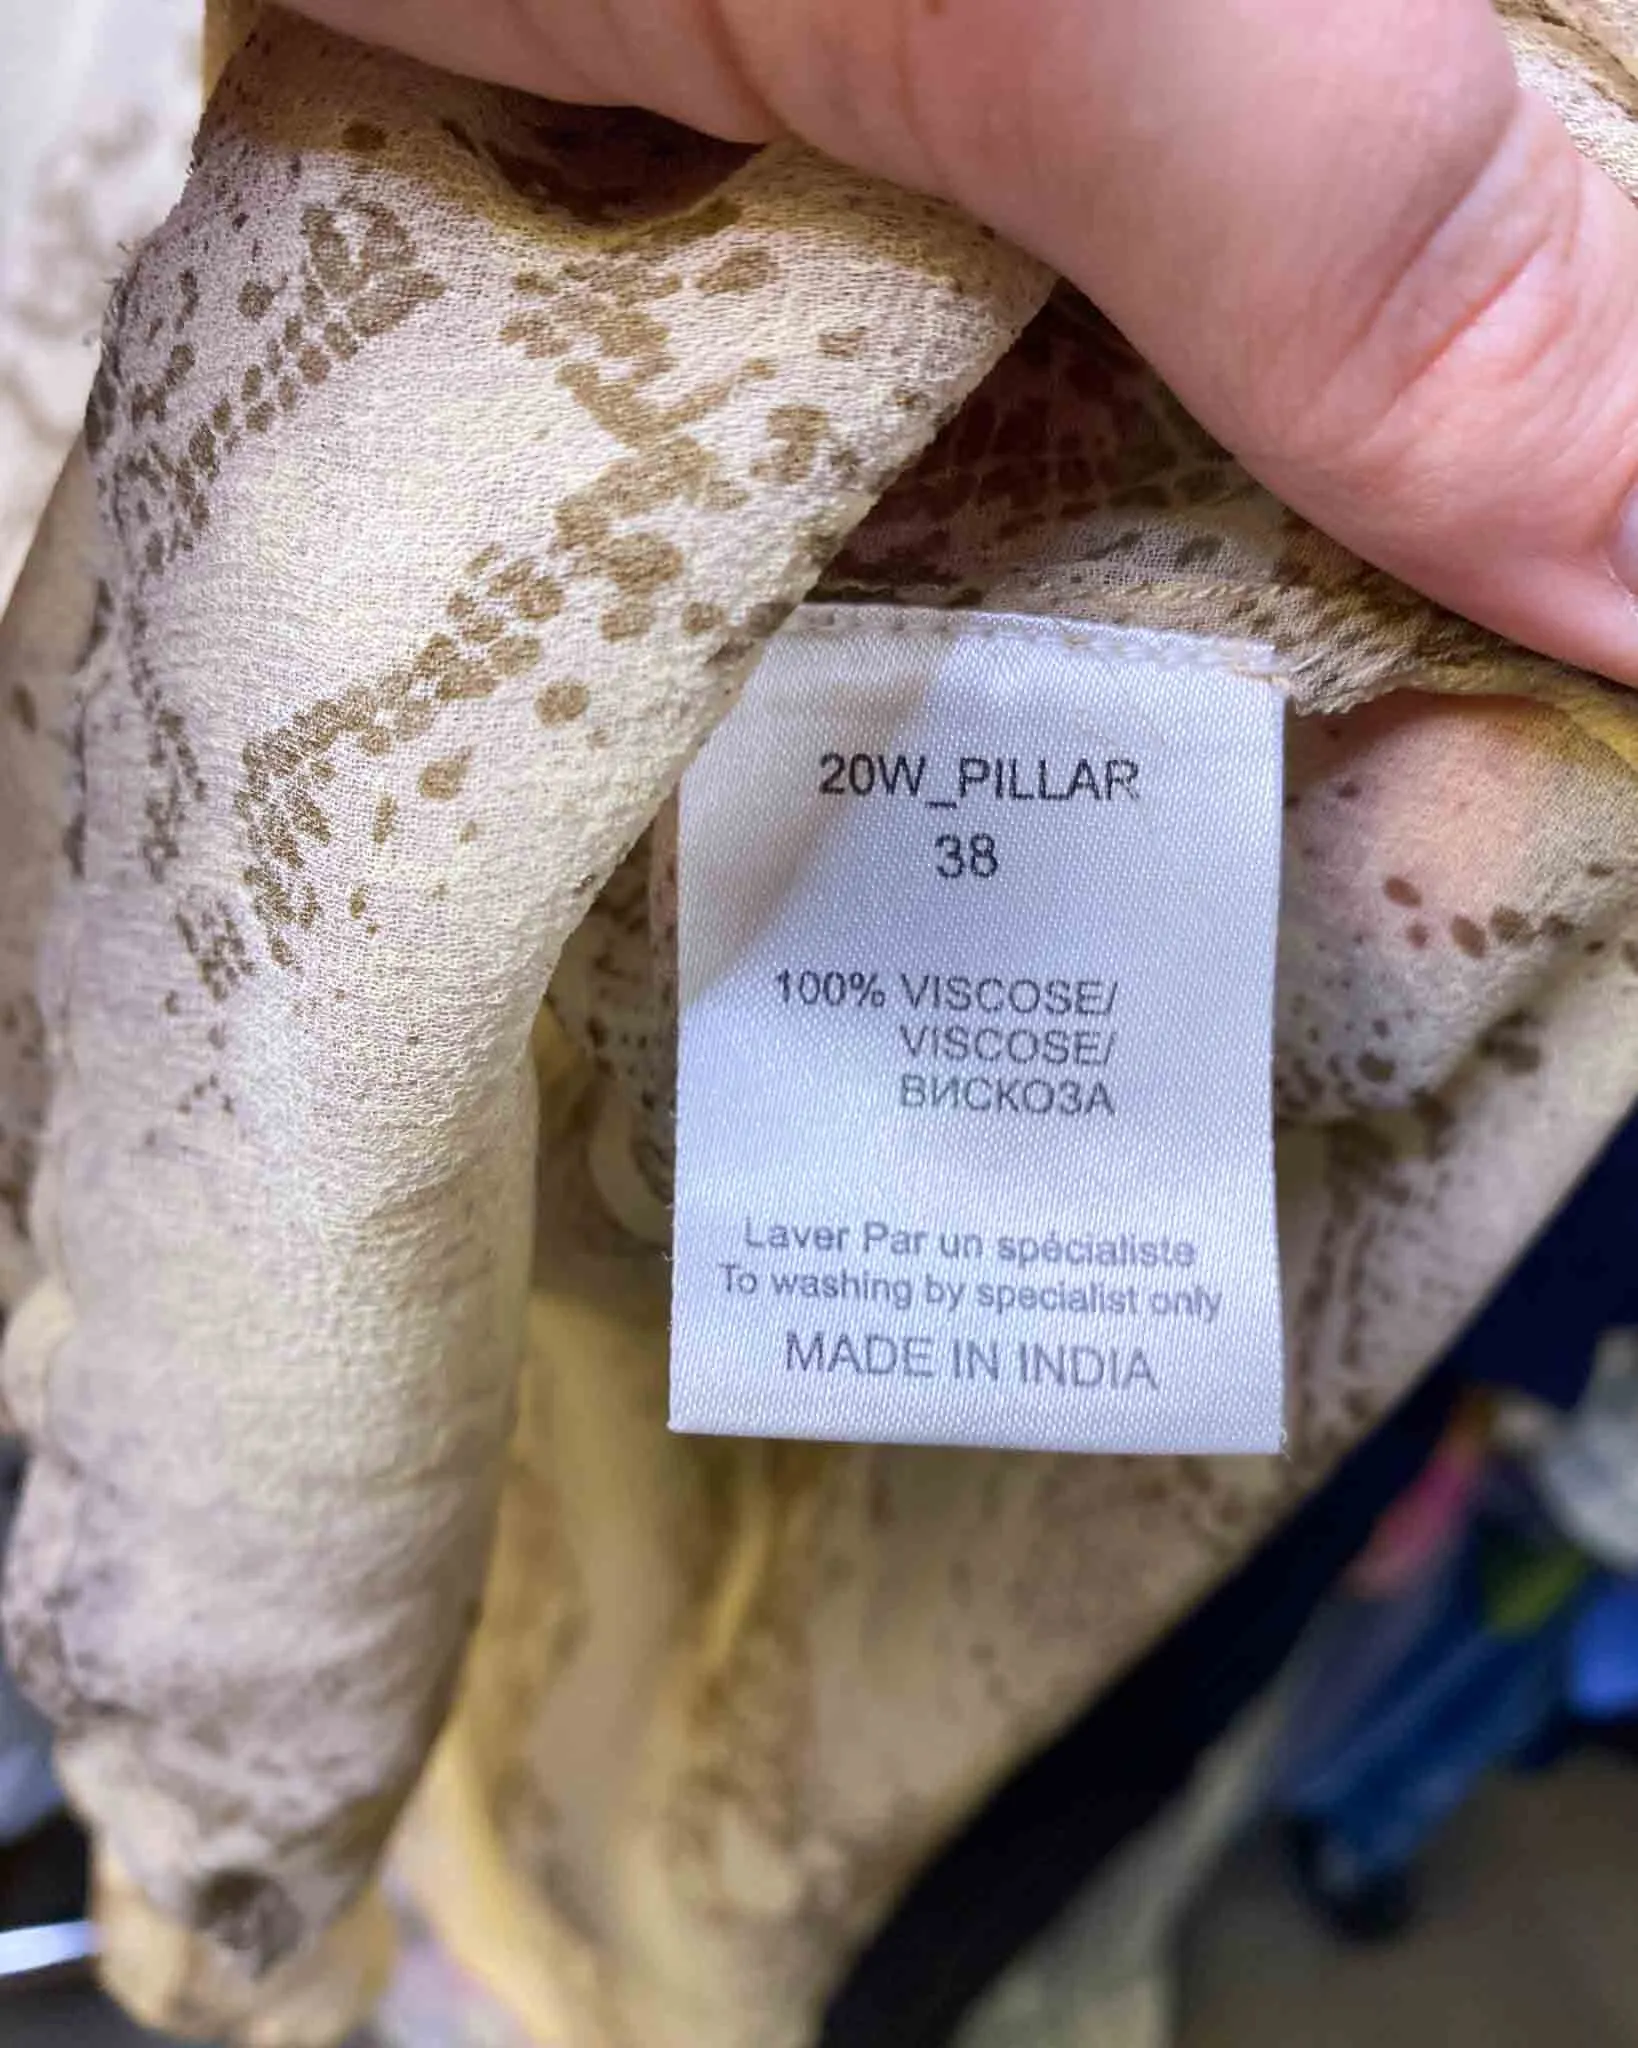 20W_PILLAR
38
100% VISCOSE/
VISCOSE/
ВИСКОЗА
Laver Par un spécialiste
To washing by specialist only
MADE IN INDIA